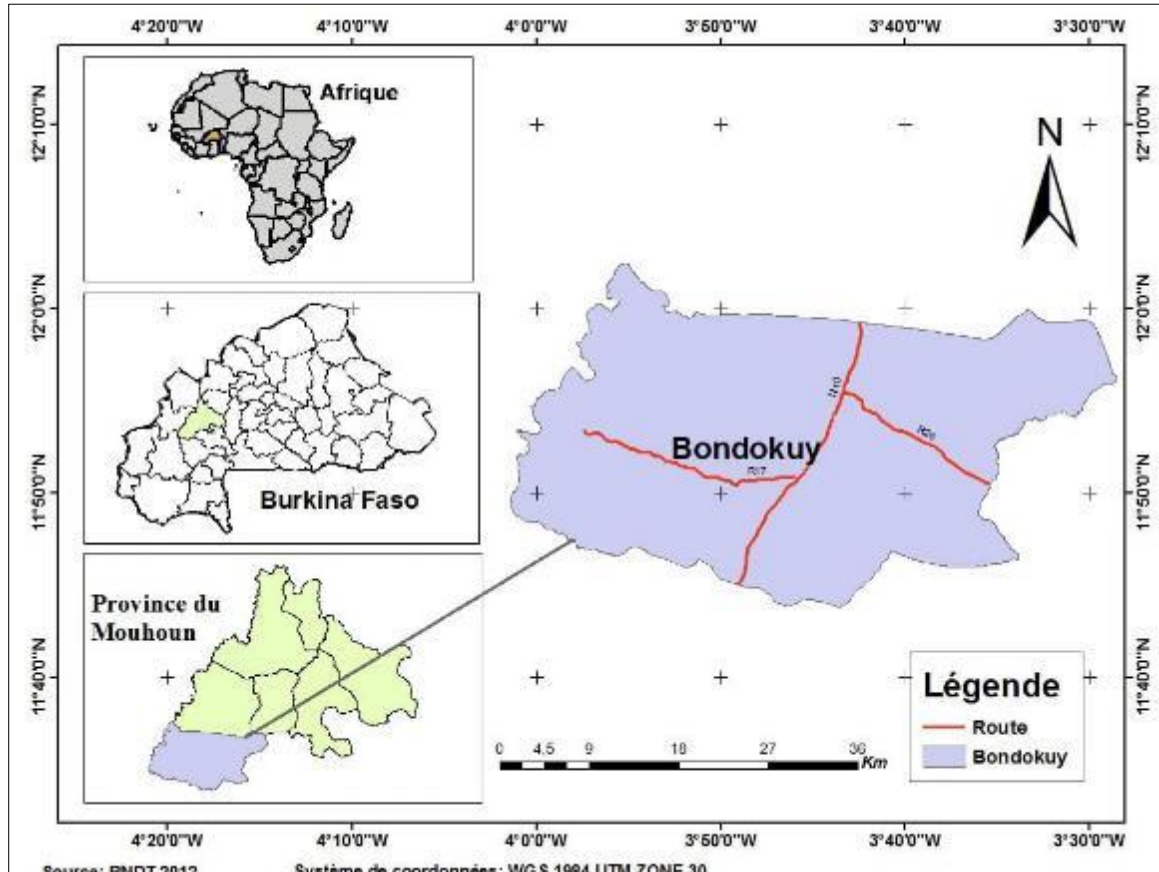 4°20'0"W 4°10'0"W 4°0'0"W 3°50'0"W 3°40'0"W 3°30'0"W
Afrique
N
12°10'0"N 12°10'0"N
12°0'0"N 12°0'0"N
Burkina Faso
Bondokuy
R17
11°50'0"N 11°50'0"N
Province du
Mouhoun
11°40'0"N 11°40'0"N
0 4.5 9 18 27 36
Km
Légende
Route
Bondokuy
4°20'0"W 4°10'0"W 4°0'0"W 3°50'0"W 3°40'0"W 3°30'0"W
Source: BNDT 2012 Système de coordonnées: WGS 1984 UTM ZONE 30